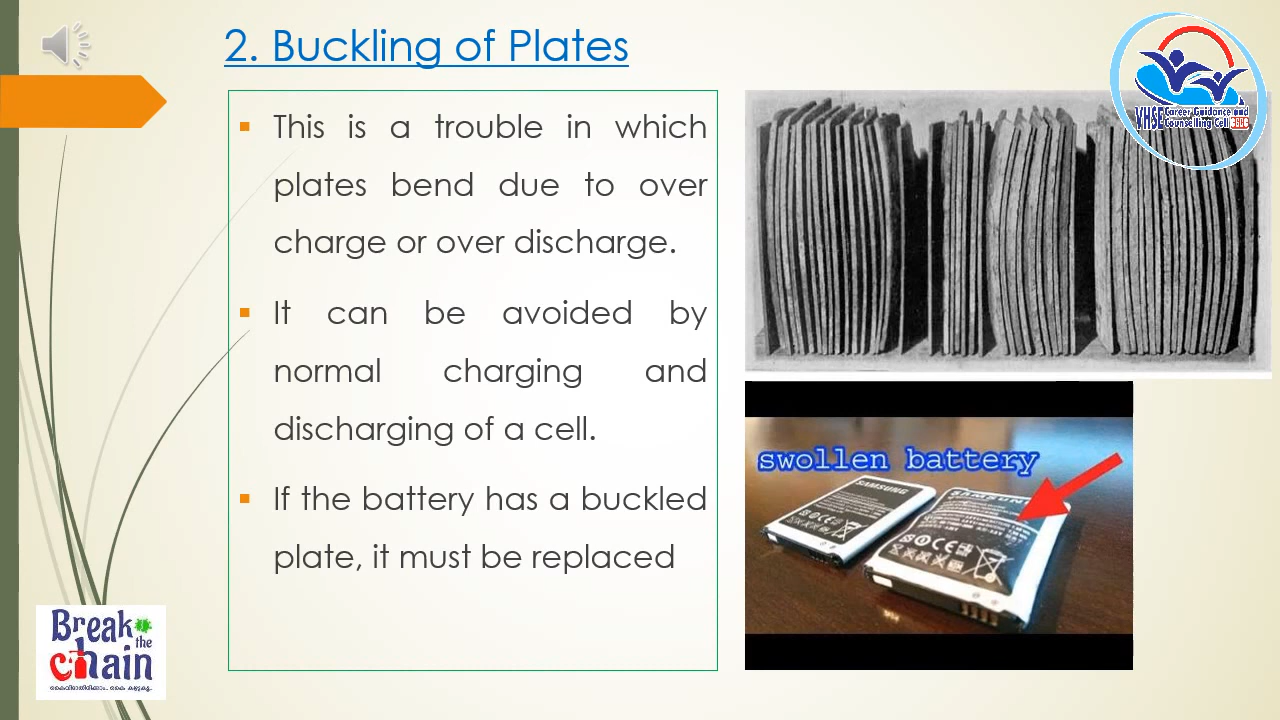 2. Buckling of Plates
This is a trouble in which
plates bend due to over
charge or over discharge.
It can be avoided by
normal charging and
discharging of a cell.
If the battery has a buckled
plate, it must be replaced
VHSE Career Guidance and
Counselling Cell CGCC
swollen battery
SAMSUNG
SAMSUNG
Break
the
chain